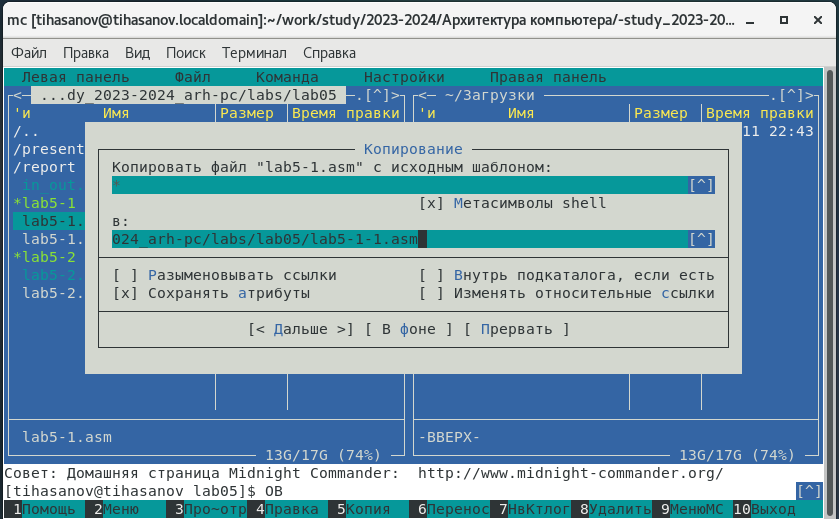 mc [tihasanov@tihasanov.localdomain]:~/work/study/2023-2024/Архитектура компьютера/-study_2023-20...
Файл Правка Вид Поиск Терминал Справка
Левая панель Файл Команда Настройки Правая панель
<─ ...dy_2023-2024_arh-pc/labs/lab05 ─.[^]> <─ ~/Загрузки ─.[^]>
'и Имя Размер Время правки 'и Имя Размер Время правки
/.. 11 22:43
/present
/report
in_out.
*lab5-1
lab5-1.
lab5-1.
*lab5-2
lab5-2.
lab5-2.
Копирование
Копировать файл "lab5-1.asm" с исходным шаблоном:
* [^]
[x] Метасимволы shell
в:
024_arh-pc/labs/lab05/lab5-1-1.asm [^]
[ ] Разыменовывать ссылки [ ] Внутрь подкаталога, если есть
[x] Сохранять атрибуты [ ] Изменять относительные ссылки
[< Дальше >] [ В фоне ] [ Прервать ]
lab5-1.asm -ВВЕРХ-
13G/17G (74%) 13G/17G (74%)
Совет: Домашняя страница Midnight Commander: http://www.midnight-commander.org/
[tihasanov@tihasanov lab05]$ OB [^]
1Помощь 2Меню 3Про~отр 4Правка 5Копия 6Перенос 7НвКтлог 8Удалить 9МенюМС 10Выход